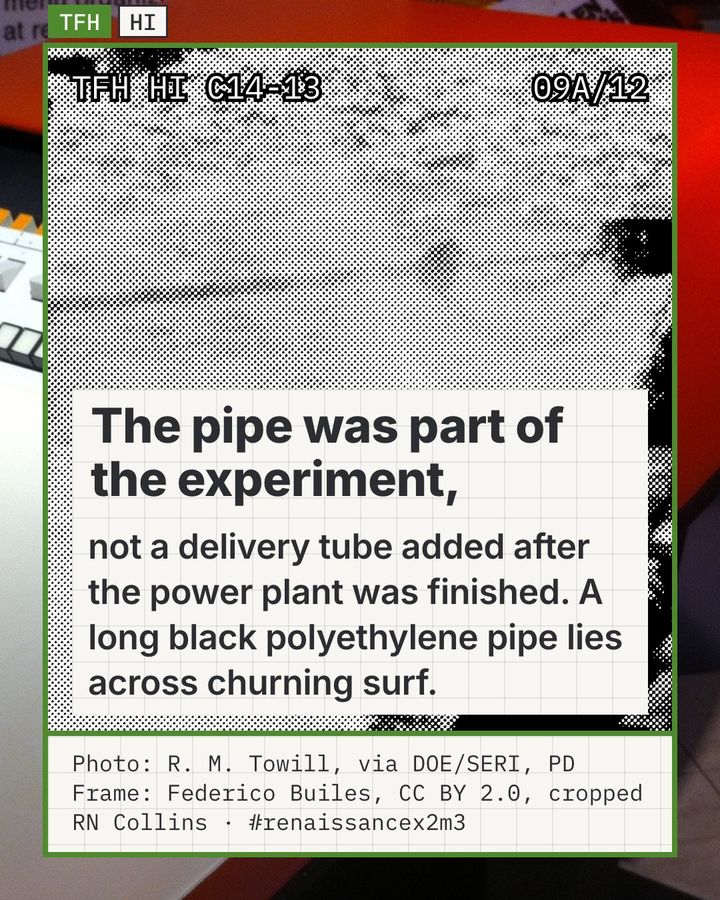 TFH HI
TFH HI C14-13
09A/12
The pipe was part of
the experiment,
not a delivery tube added after
the power plant was finished. A
long black polyethylene pipe lies
across churning surf.
Photo: R. M. Towill, via DOE/SERI, PD
Frame: Federico Builes, CC BY 2.0, cropped
RN Collins · #renaissancex2m3